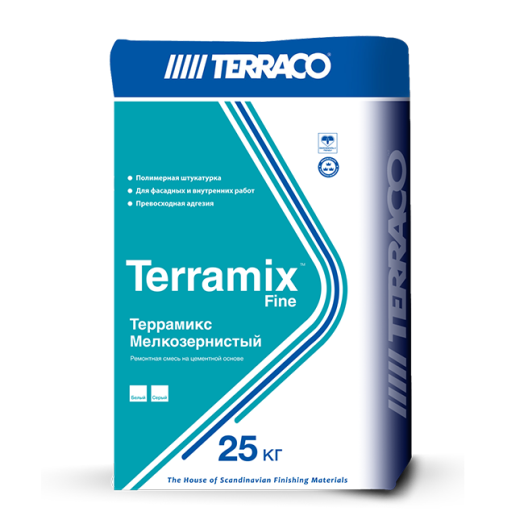 TERRACO
Полимерная штукатурка
Для фасадных и внутренних работ
Превосходная адгезия
TERRACO
Terramix™
Fine
Террамикс
Мелкозернистый
Ремонтная смесь на цементной основе
Белый Серый
25 кг
The House of Scandinavian Finishing Materials